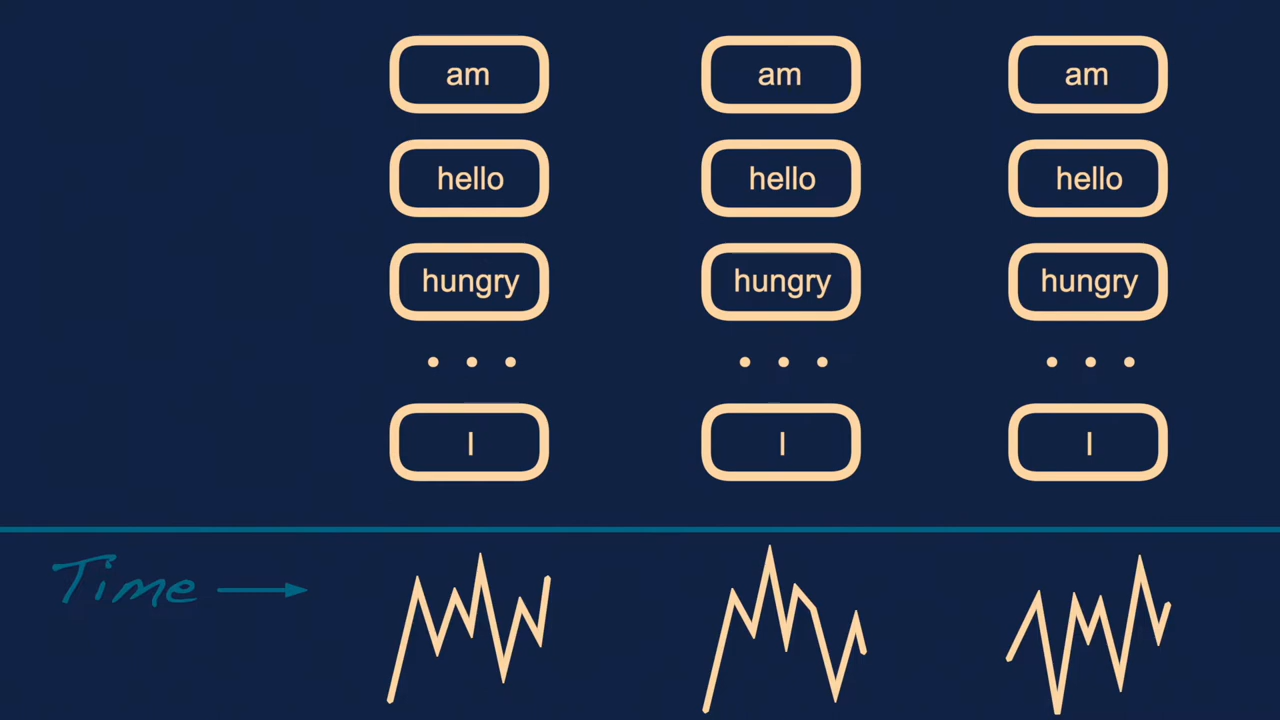 am am am
hello hello hello
hungry hungry hungry
. . . . . . . . .
I I I
Time